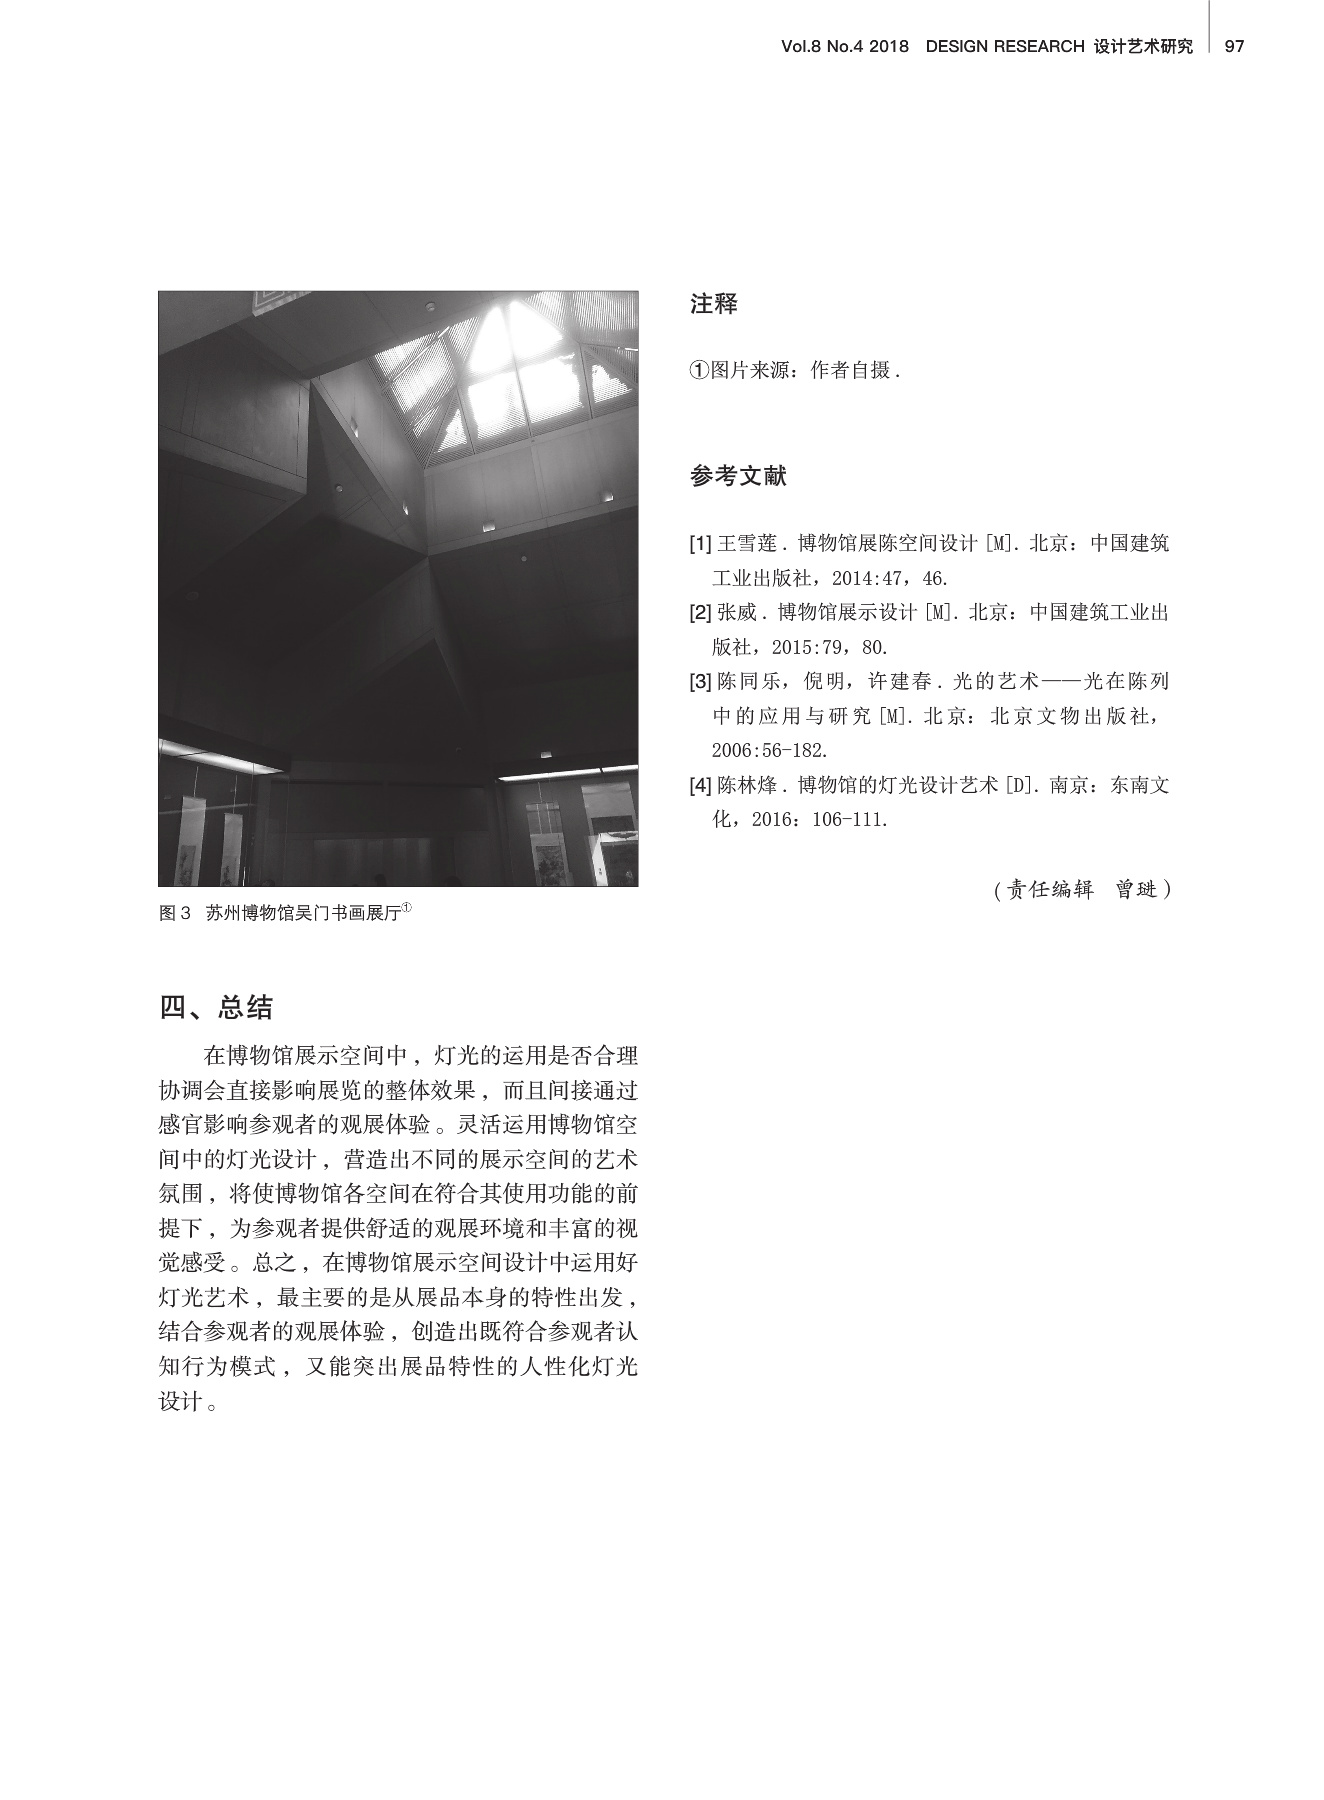 Vol.8 No.4 2018 DESIGN RESEARCH 设计艺术研究 97
图 3 苏州博物馆吴门书画展厅①
四、总结
在博物馆展示空间中，灯光的运用是否合理
协调会直接影响展览的整体效果，而且间接通过
感官影响参观者的观展体验。灵活运用博物馆空
间中的灯光设计，营造出不同的展示空间的艺术
氛围，将使博物馆各空间在符合其使用功能的前
提下，为参观者提供舒适的观展环境和丰富的视
觉感受。总之，在博物馆展示空间设计中运用好
灯光艺术，最主要的是从展品本身的特性出发，
结合参观者的观展体验，创造出既符合参观者认
知行为模式，又能突出展品特性的人性化灯光
设计。
注释
①图片来源：作者自摄．
参考文献
[1] 王雪莲．博物馆展陈空间设计 [M]. 北京：中国建筑
工业出版社，2014:47，46.
[2] 张威．博物馆展示设计 [M]. 北京：中国建筑工业出
版社，2015:79，80.
[3] 陈同乐，倪明，许建春．光的艺术——光在陈列
中的应用与研究 [M]. 北京：北京文物出版社，
2006:56-182.
[4] 陈林烽．博物馆的灯光设计艺术 [D]. 南京：东南文
化，2016：106-111.
（责任编辑 曾琎）